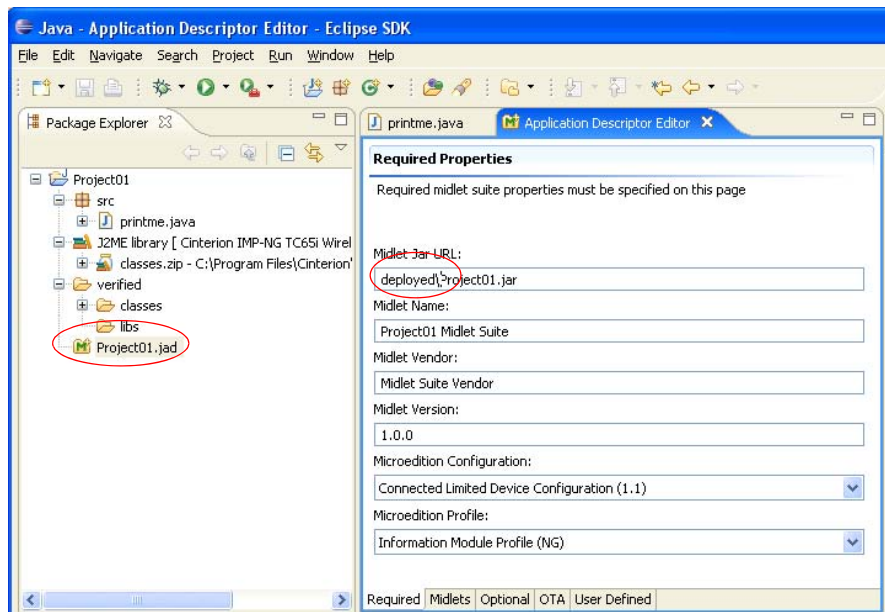 Java - Application Descriptor Editor - Eclipse SDK
File Edit Navigate Search Project Run Window Help
Package Explorer
printme.java
Application Descriptor Editor
Project01
src
printme.java
J2ME library [ Cinterion IMP-NG TC65i Wirel
classes.zip - C:\Program Files\Cinterion'
verified
classes
libs
Project01.jad
Required Properties
Required midlet suite properties must be specified on this page
Midlet Jar URL:
deployed\Project01.jar
Midlet Name:
Project01 Midlet Suite
Midlet Vendor:
Midlet Suite Vendor
Midlet Version:
1.0.0
Microedition Configuration:
Connected Limited Device Configuration (1.1)
Microedition Profile:
Information Module Profile (NG)
Required Midlets Optional OTA User Defined